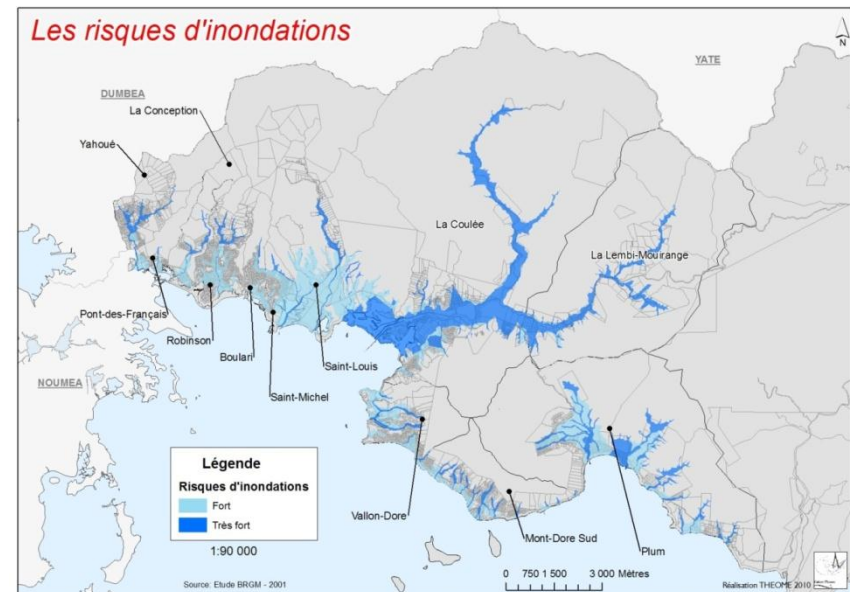 Les risques d'inondations
N
YATE
DUMBEA
La Conception
Yahoué
La Coulée
La Lembi-Mouirange
Pont-des-Français
Robinson
Boulari
Saint-Louis
NOUMEA
Saint-Michel
Légende
Risques d'inondations
Fort
Très fort
Vallon-Dore
Mont-Dore Sud
Plum
1:90 000
0 750 1 500 3 000 Mètres
Source: Etude BRGM - 2001
Réalisation THEOME 2010